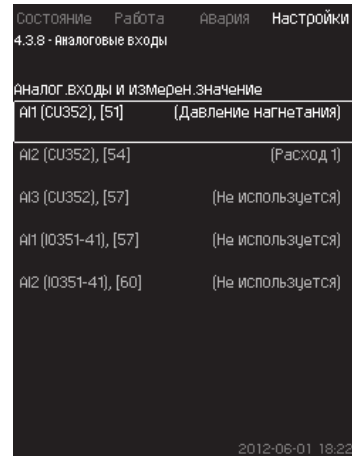 Состояние Работа Авария Настройки
4.3.8 - Аналоговые входы
Аналог.входы и измерен.значение
AI1 (CU352), [51] (Давление нагнетания)
AI2 (CU352), [54] (Расход 1)
AI3 (CU352), [57] (Не используется)
AI1 (IO351-41), [57] (Не используется)
AI2 (IO351-41), [60] (Не используется)
2012-06-01 18:22